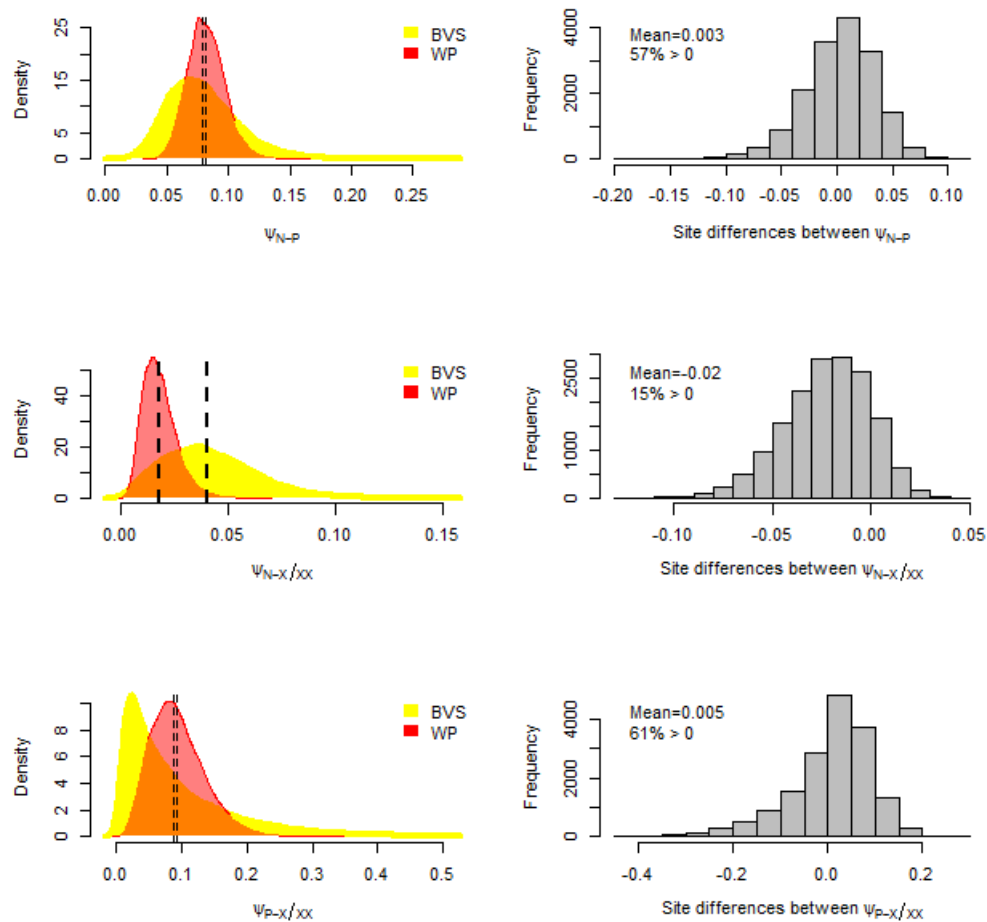 Density
25
15
5
0
BVS
WP
0.00 0.05 0.10 0.15 0.20 0.25
ψN–P
Frequency
4000
2000
0
Mean=0.003
57% > 0
-0.20 -0.15 -0.10 -0.05 0.00 0.05 0.10
Site differences between ψN–P
Density
40
20
0
BVS
WP
0.00 0.05 0.10 0.15
ψN–X/XX
Frequency
2500
1000
0
Mean=-0.02
15% > 0
-0.10 -0.05 0.00 0.05
Site differences between ψN–X/XX
Density
8
6
4
2
0
BVS
WP
0.0 0.1 0.2 0.3 0.4 0.5
ψP–X/XX
Frequency
4000
2000
0
Mean=0.005
61% > 0
-0.4 -0.2 0.0 0.2
Site differences between ψP–X/XX